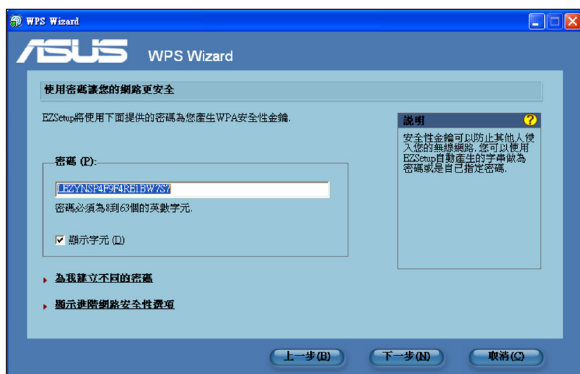 WPS Wizard
ASUS WPS Wizard
使用密碼讓您的網路更安全
EZSetup將使用下面提供的密碼為您產生WPA安全性金鑰.
密碼 (P):
密碼必須為8到63個的英數字元.
顯示字元 (D)
為我建立不同的密碼
顯示進階網路安全性選項
說明
安全性金鑰可以防止其他人侵
入您的無線網路. 您可以使用
EZSetup自動產生的字串做為
密碼或是自己指定密碼.
上一步(B)
下一步(N)
取消(C)